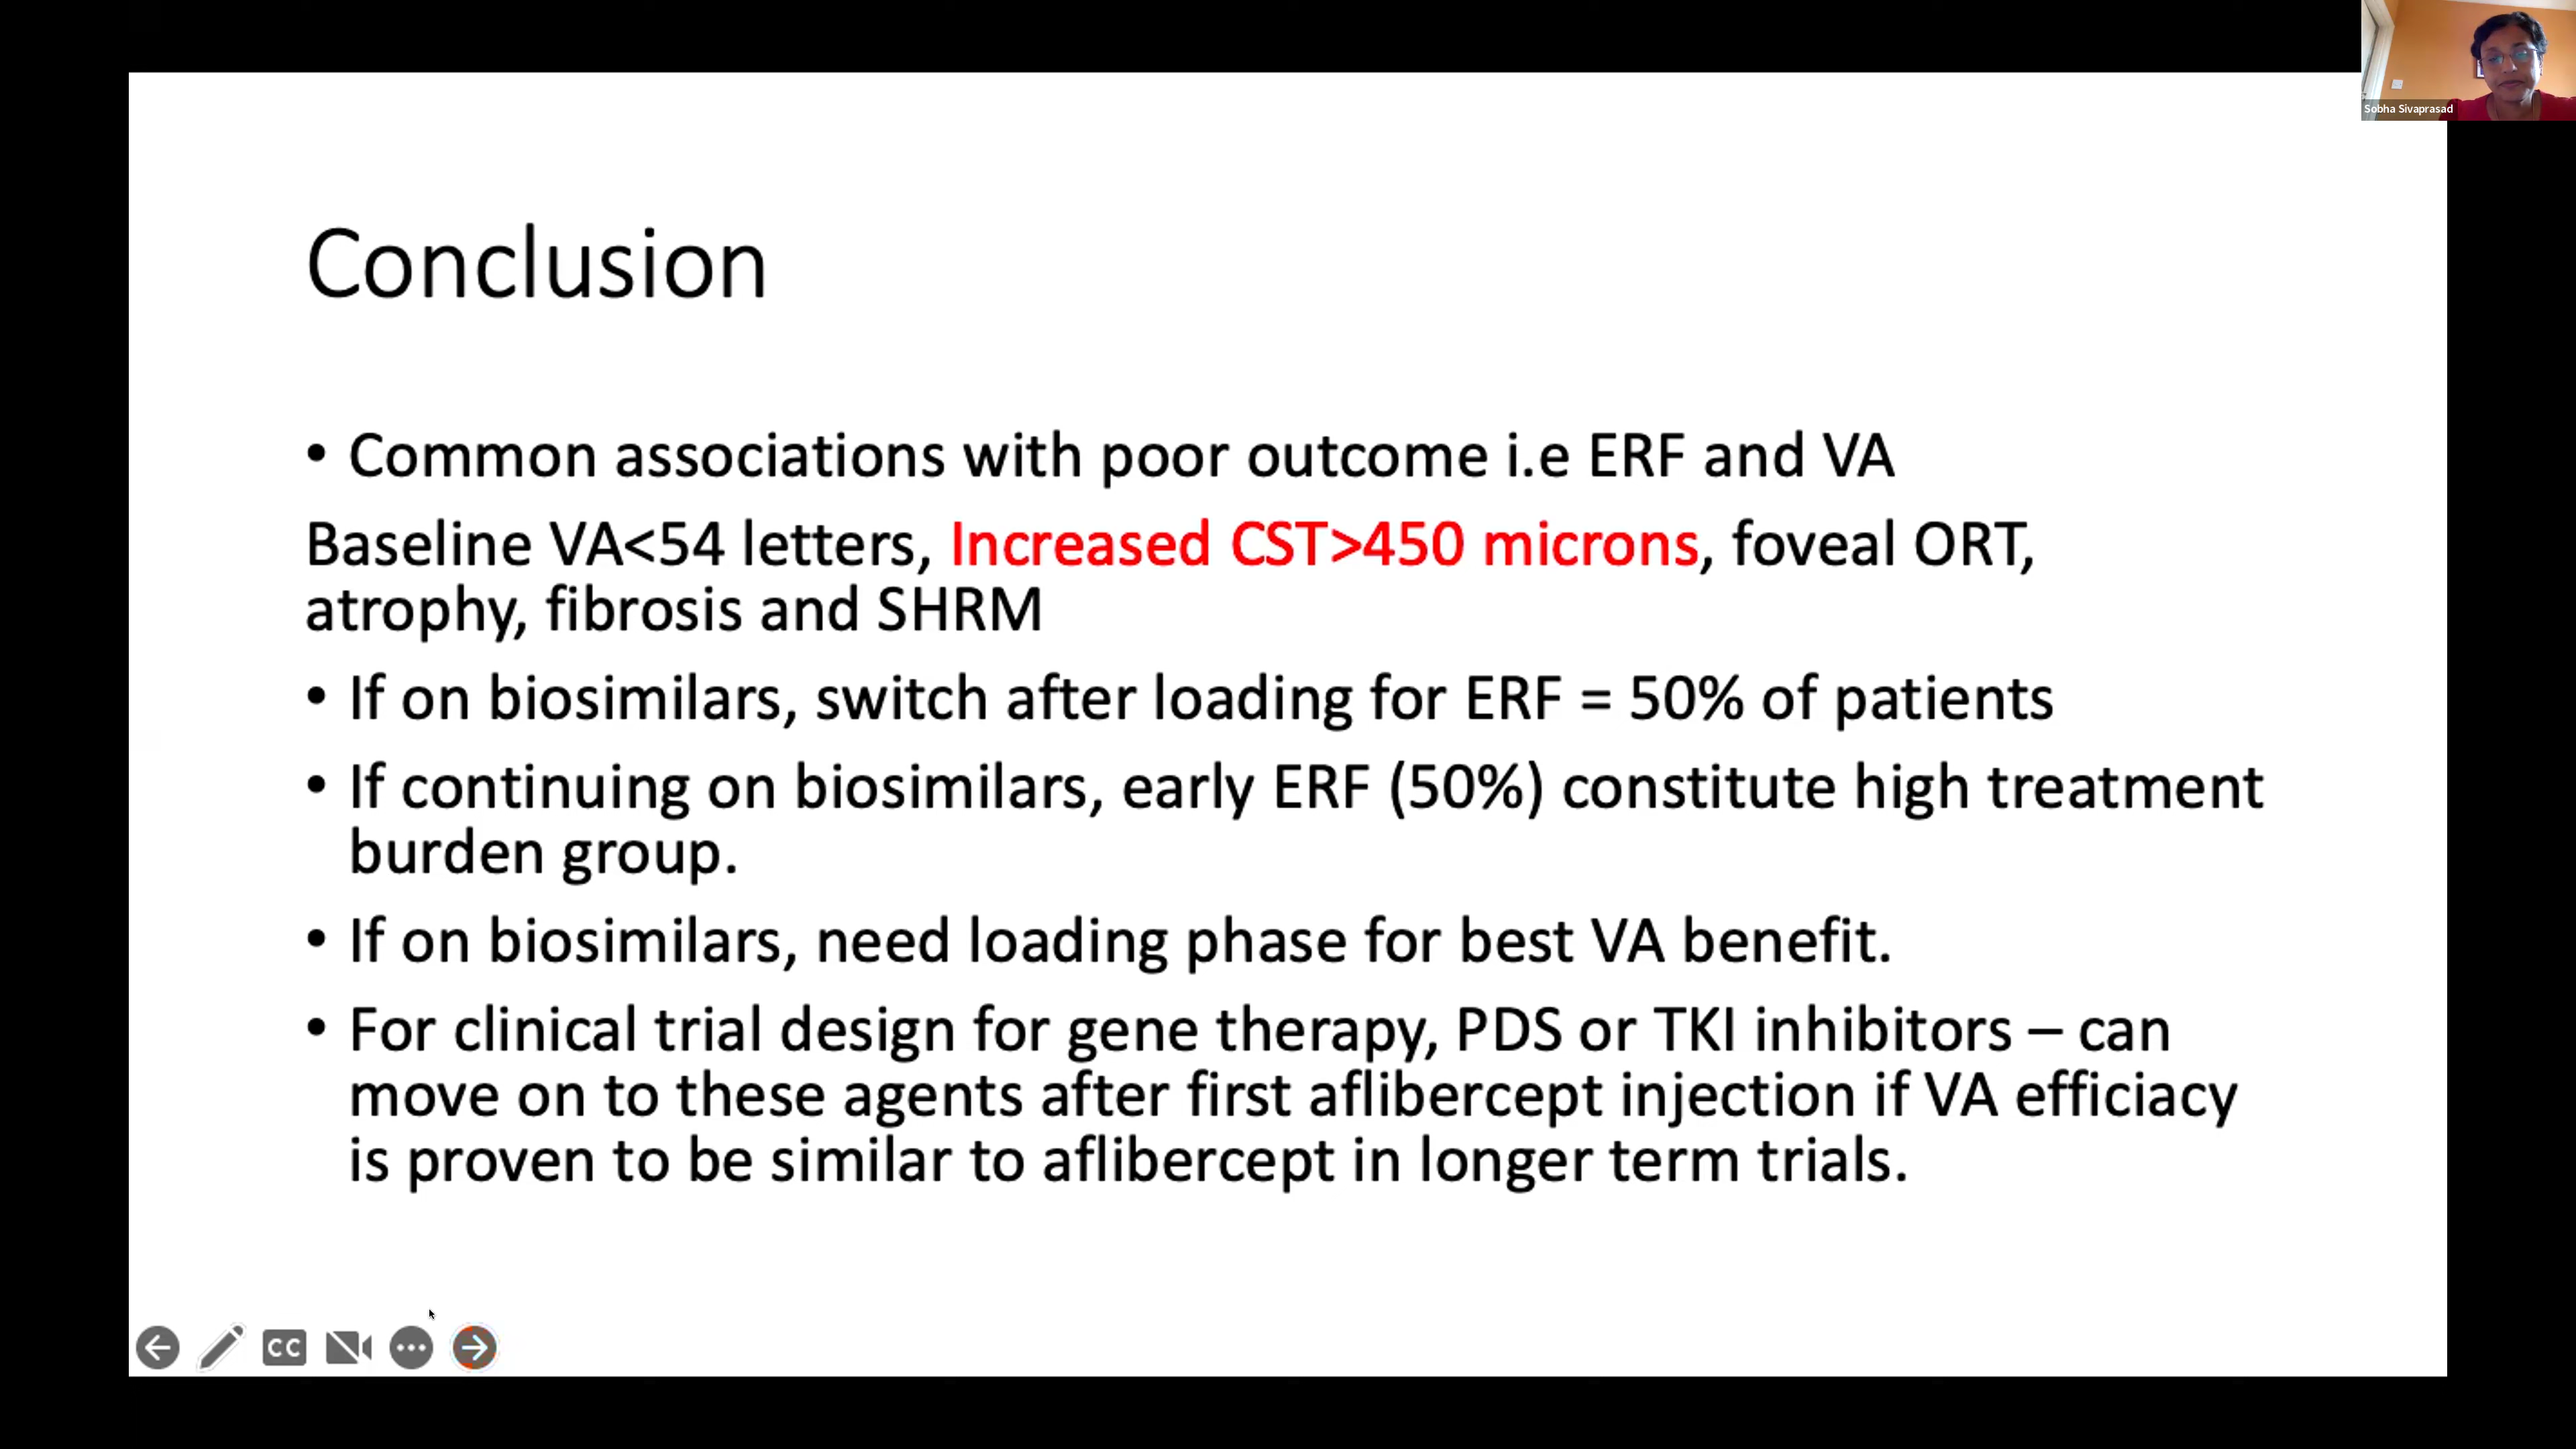 Sobha Sivaprasad
Conclusion
• Common associations with poor outcome i.e ERF and VA
Baseline VA<54 letters, Increased CST>450 microns, foveal ORT,
atrophy, fibrosis and SHRM
• If on biosimilars, switch after loading for ERF = 50% of patients
• If continuing on biosimilars, early ERF (50%) constitute high treatment
burden group.
• If on biosimilars, need loading phase for best VA benefit.
• For clinical trial design for gene therapy, PDS or TKI inhibitors – can
move on to these agents after first aflibercept injection if VA efficiacy
is proven to be similar to aflibercept in longer term trials.
CC